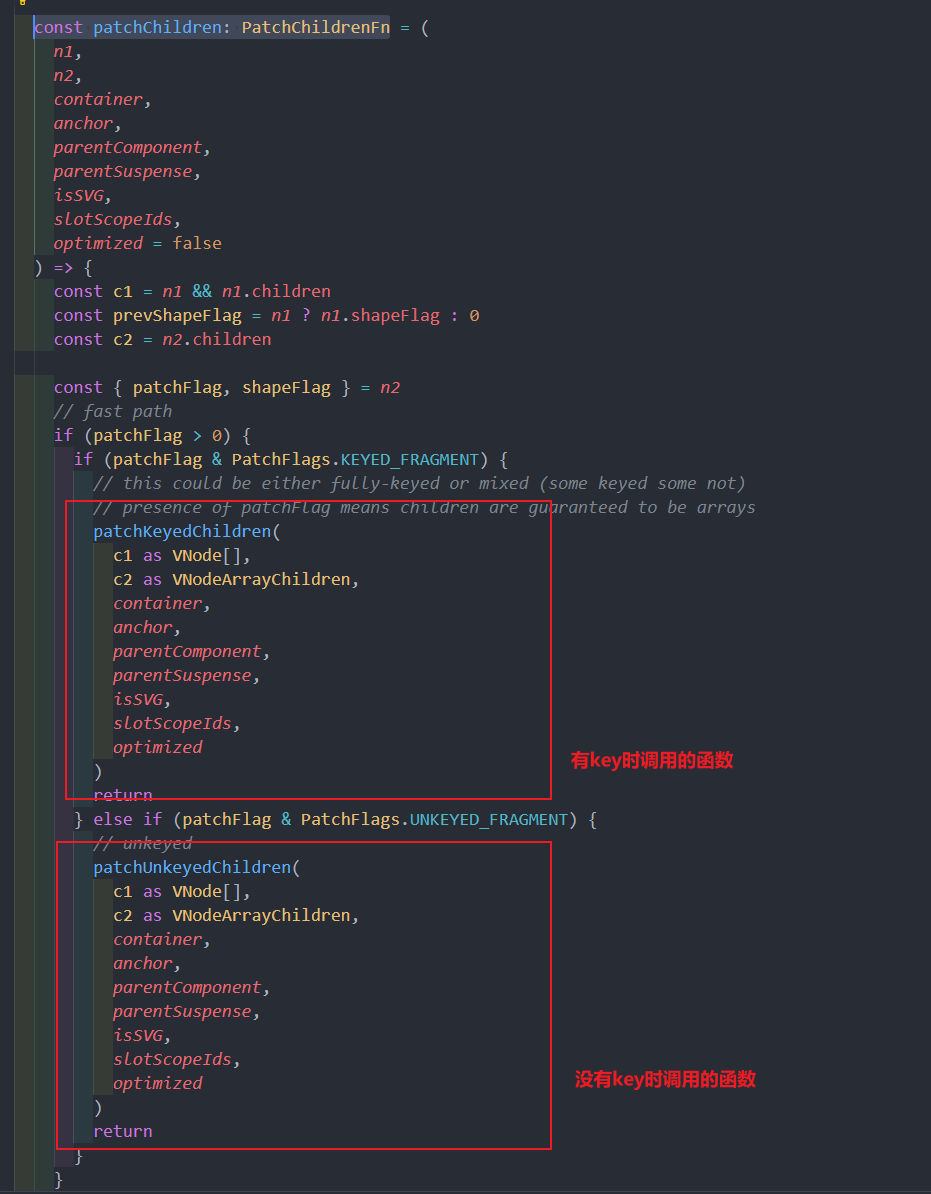 const patchChildren: PatchChildrenFn = (
  n1,
  n2,
  container,
  anchor,
  parentComponent,
  parentSuspense,
  isSVG,
  slotScopeIds,
  optimized = false
) => {
  const c1 = n1 && n1.children
  const prevShapeFlag = n1 ? n1.shapeFlag : 0
  const c2 = n2.children

  const { patchFlag, shapeFlag } = n2
  // fast path
  if (patchFlag > 0) {
    if (patchFlag & PatchFlags.KEYED_FRAGMENT) {
      // this could be either fully-keyed or mixed (some keyed some not)
      // presence of patchFlag means children are guaranteed to be arrays
      patchKeyedChildren(
        c1 as VNode[],
        c2 as VNodeArrayChildren,
        container,
        anchor,
        parentComponent,
        parentSuspense,
        isSVG,
        slotScopeIds,
        optimized
有key时调用的函数
      )
      return
    } else if (patchFlag & PatchFlags.UNKEYED_FRAGMENT) {
      // unkeyed
      patchUnkeyedChildren(
        c1 as VNode[],
        c2 as VNodeArrayChildren,
        container,
        anchor,
        parentComponent,
        parentSuspense,
        isSVG,
        slotScopeIds,
        optimized
没有key时调用的函数
      )
      return
    }
  }